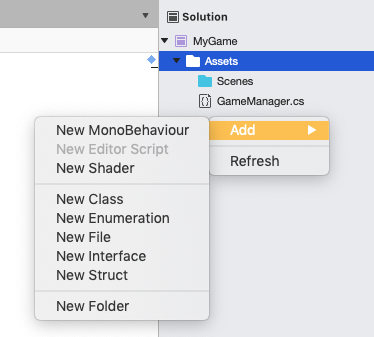 Solution
MyGame
Assets
Scenes
GameManager.cs
Add
Refresh
New MonoBehaviour
New Editor Script
New Shader
New Class
New Enumeration
New File
New Interface
New Struct
New Folder